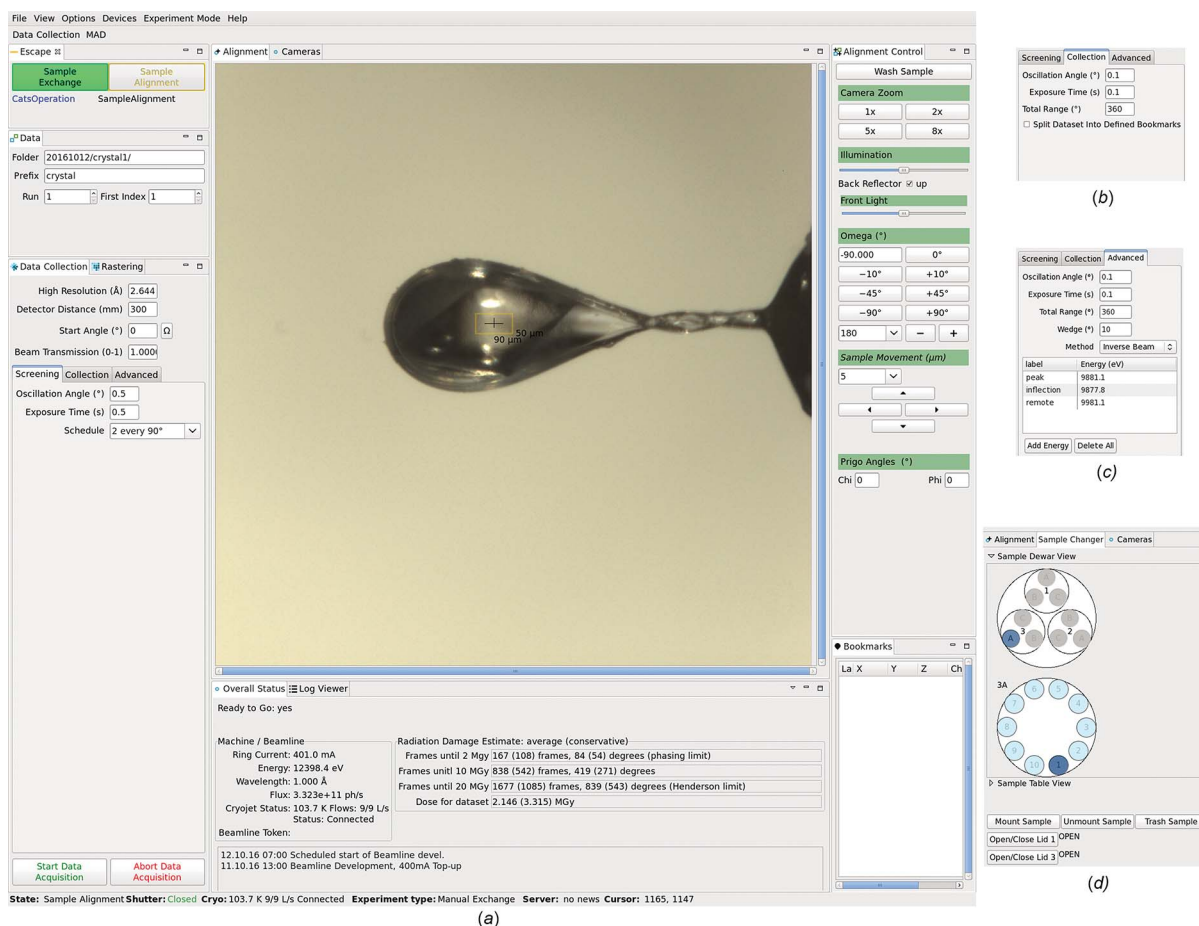 File View Options Devices Experiment Mode Help
Data Collection MAD
Escape
Sample Exchange
Sample Alignment
CatsOperation SampleAlignment
Data
Folder 20161012/crystal1/
Prefix crystal
Run 1 First Index 1
Data Collection Rastering
High Resolution (Å) 2.644
Detector Distance (mm) 300
Start Angle (°) 0 Ω
Beam Transmission (0-1) 1.000
Screening Collection Advanced
Oscillation Angle (°) 0.5
Exposure Time (s) 0.5
Schedule 2 every 90°
Start Data Acquisition
Abort Data Acquisition
Alignment Cameras
50 µm
90 µm
Overall Status Log Viewer
Ready to Go: yes
Machine / Beamline
Ring Current: 401.0 mA
Energy: 12398.4 eV
Wavelength: 1.000 Å
Flux: 3.323e+11 ph/s
Cryojet Status: 103.7 K Flows: 9/9 L/s
Status: Connected
Beamline Token:
Radiation Damage Estimate: average (conservative)
Frames until 2 MGy 167 (108) frames, 84 (54) degrees (phasing limit)
Frames unitl 10 MGy 838 (542) frames, 419 (271) degrees
Frames until 20 MGy 1677 (1085) frames, 839 (543) degrees (Henderson limit)
Dose for dataset 2.146 (3.315) MGy
12.10.16 07:00 Scheduled start of Beamline devel.
11.10.16 13:00 Beamline Development, 400mA Top-up
Alignment Control
Wash Sample
Camera Zoom
1x 2x
5x 8x
Illumination
Back Reflector up
Front Light
Omega (°)
-90.000 0°
−10° +10°
−45° +45°
−90° +90°
180 − +
Sample Movement (µm)
5
Prigo Angles (°)
Chi 0 Phi 0
Bookmarks
La X Y Z Ch
State: Sample Alignment Shutter: Closed Cryo: 103.7 K 9/9 L/s Connected Experiment type: Manual Exchange Server: no news Cursor: 1165, 1147
(a)
Screening Collection Advanced
Oscillation Angle (°) 0.1
Exposure Time (s) 0.1
Total Range (°) 360
Split Dataset Into Defined Bookmarks
(b)
Screening Collection Advanced
Oscillation Angle (°) 0.1
Exposure Time (s) 0.1
Total Range (°) 360
Wedge (°) 10
Method Inverse Beam
label Energy (eV)
peak 9881.1
inflection 9877.8
remote 9981.1
Add Energy Delete All
(c)
Alignment Sample Changer Cameras
Sample Dewar View
A
1
B C
3 2
A B C A
3A
6 5
7 4
8 3
9 2
10 1
Sample Table View
Mount Sample Unmount Sample Trash Sample
Open/Close Lid 1 OPEN
Open/Close Lid 3 OPEN
(d)